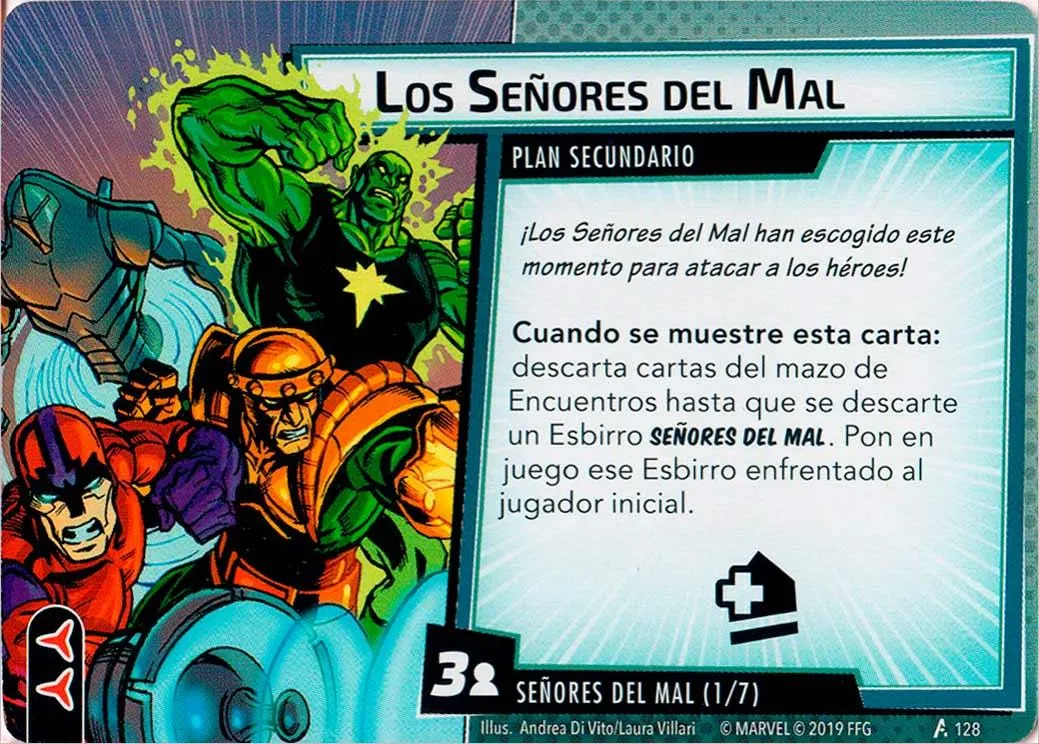 LOS SEÑORES DEL MAL
PLAN SECUNDARIO
¡Los Señores del Mal han escogido este
momento para atacar a los héroes!
Cuando se muestre esta carta:
descarta cartas del mazo de
Encuentros hasta que se descarte
un Esbirro SEÑORES DEL MAL. Pon en
juego ese Esbirro enfrentado al
jugador inicial.
3
SEÑORES DEL MAL (1/7)
Illus. Andrea Di Vito/Laura Villari © MARVEL © 2019 FFG 128